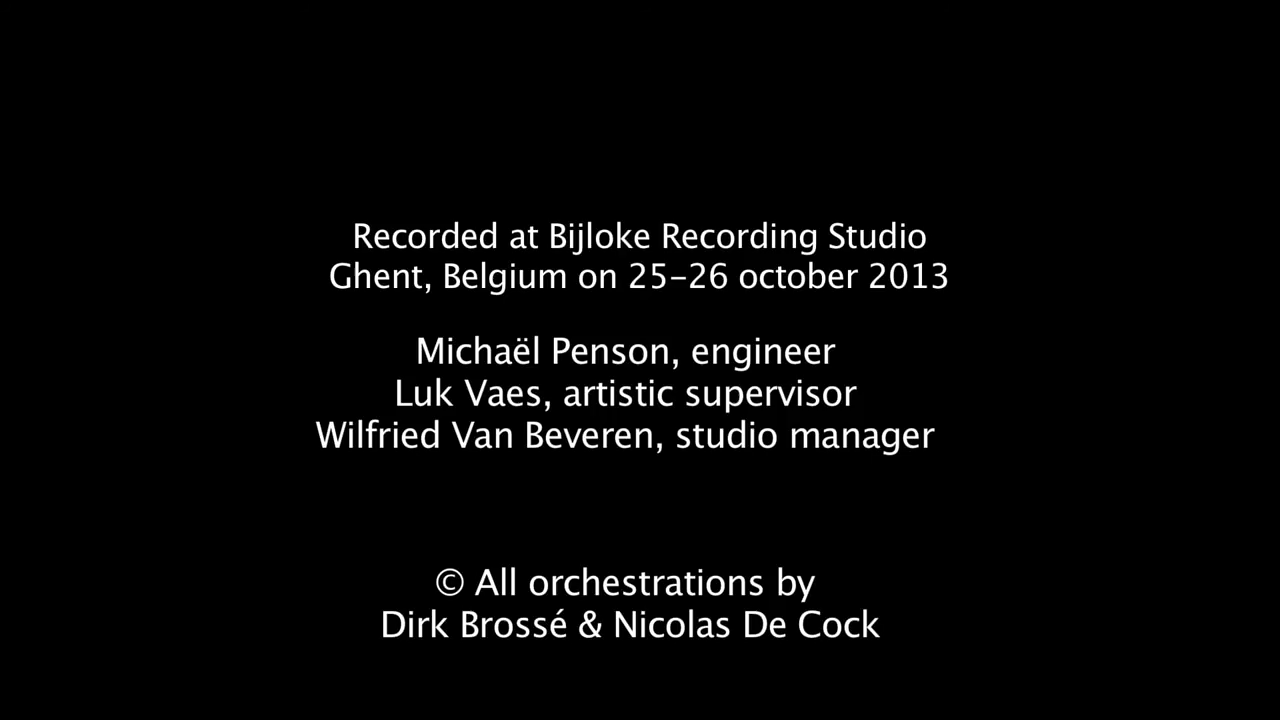 Recorded at Bijloke Recording Studio
Ghent, Belgium on 25-26 october 2013
Michaël Penson, engineer
Luk Vaes, artistic supervisor
Wilfried Van Beveren, studio manager
© All orchestrations by
Dirk Brossé & Nicolas De Cock